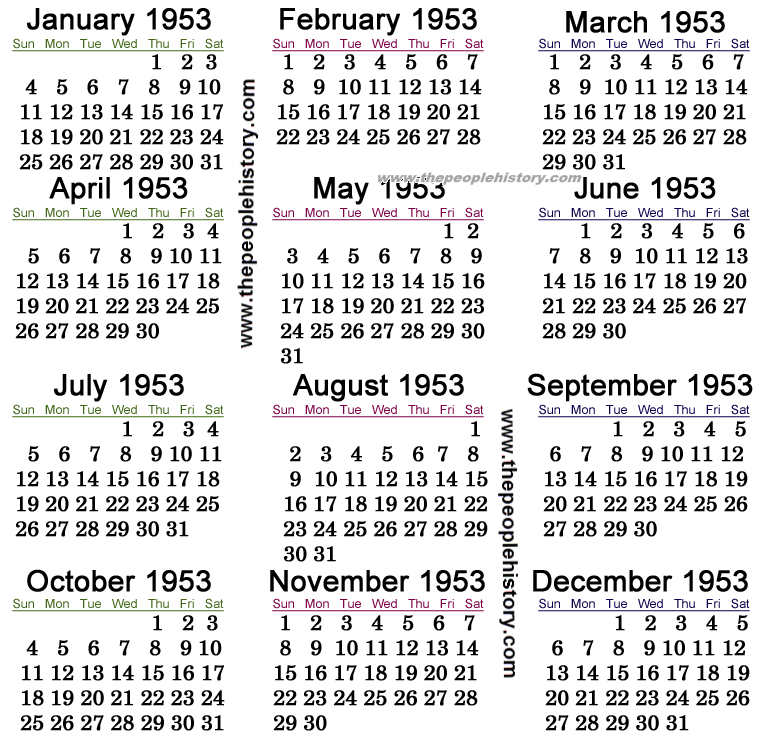 January 1953
Sun Mon Tue Wed Thu Fri Sat
1 2 3
4 5 6 7 8 9 10
11 12 13 14 15 16 17
18 19 20 21 22 23 24
25 26 27 28 29 30 31
February 1953
Sun Mon Tue Wed Thu Fri Sat
1 2 3 4 5 6 7
8 9 10 11 12 13 14
15 16 17 18 19 20 21
22 23 24 25 26 27 28
March 1953
Sun Mon Tue Wed Thu Fri Sat
1 2 3 4 5 6 7
8 9 10 11 12 13 14
15 16 17 18 19 20 21
22 23 24 25 26 27 28
29 30 31
www.thepeoplehistory.com
www.thepeoplehistory.com
April 1953
Sun Mon Tue Wed Thu Fri Sat
1 2 3 4
5 6 7 8 9 10 11
12 13 14 15 16 17 18
19 20 21 22 23 24 25
26 27 28 29 30
May 1953
Sun Mon Tue Wed Thu Fri Sat
1 2
3 4 5 6 7 8 9
10 11 12 13 14 15 16
17 18 19 20 21 22 23
24 25 26 27 28 29 30
31
June 1953
Sun Mon Tue Wed Thu Fri Sat
1 2 3 4 5 6
7 8 9 10 11 12 13
14 15 16 17 18 19 20
21 22 23 24 25 26 27
28 29 30
July 1953
Sun Mon Tue Wed Thu Fri Sat
1 2 3 4
5 6 7 8 9 10 11
12 13 14 15 16 17 18
19 20 21 22 23 24 25
26 27 28 29 30 31
August 1953
Sun Mon Tue Wed Thu Fri Sat
1
2 3 4 5 6 7 8
9 10 11 12 13 14 15
16 17 18 19 20 21 22
23 24 25 26 27 28 29
30 31
September 1953
Sun Mon Tue Wed Thu Fri Sat
1 2 3 4 5
6 7 8 9 10 11 12
13 14 15 16 17 18 19
20 21 22 23 24 25 26
27 28 29 30
www.thepeoplehistory.com
October 1953
Sun Mon Tue Wed Thu Fri Sat
1 2 3
4 5 6 7 8 9 10
11 12 13 14 15 16 17
18 19 20 21 22 23 24
25 26 27 28 29 30 31
November 1953
Sun Mon Tue Wed Thu Fri Sat
1 2 3 4 5 6 7
8 9 10 11 12 13 14
15 16 17 18 19 20 21
22 23 24 25 26 27 28
29 30
December 1953
Sun Mon Tue Wed Thu Fri Sat
1 2 3 4 5
6 7 8 9 10 11 12
13 14 15 16 17 18 19
20 21 22 23 24 25 26
27 28 29 30 31